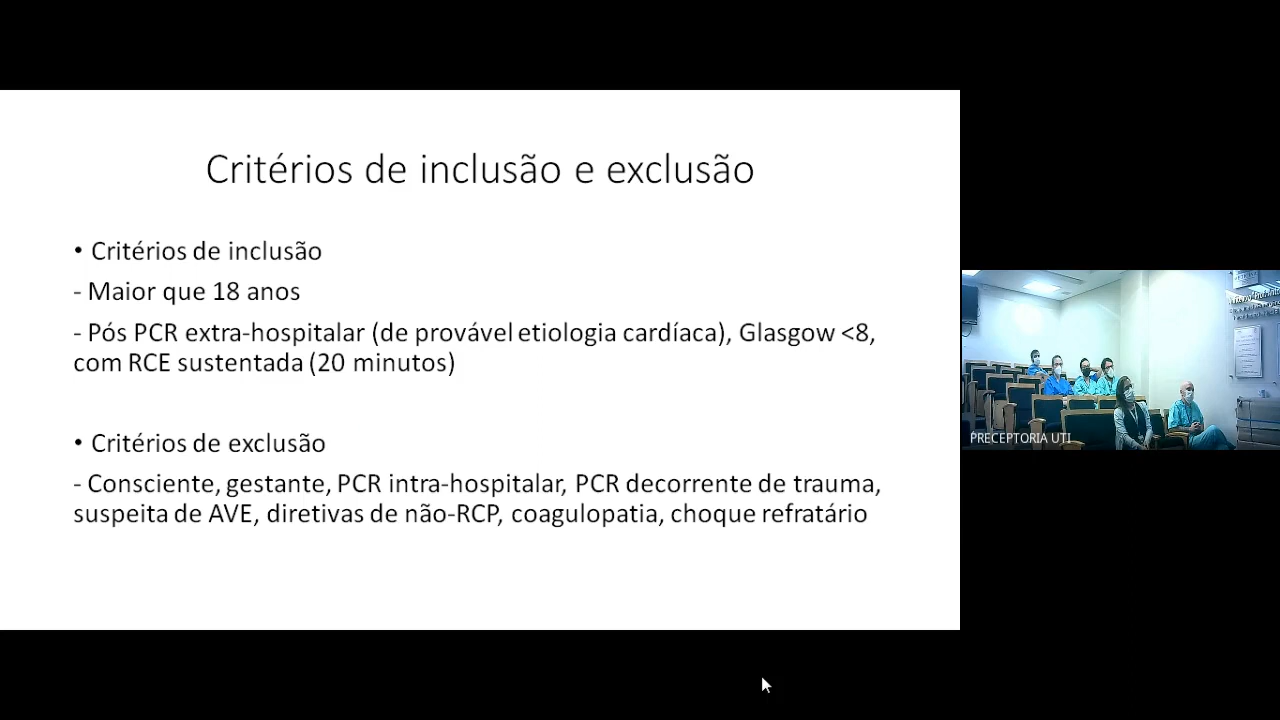 Critérios de inclusão e exclusão
• Critérios de inclusão
- Maior que 18 anos
- Pós PCR extra-hospitalar (de provável etiologia cardíaca), Glasgow <8,
com RCE sustentada (20 minutos)
• Critérios de exclusão
- Consciente, gestante, PCR intra-hospitalar, PCR decorrente de trauma,
suspeita de AVE, diretivas de não-RCP, coagulopatia, choque refratário
PRECEPTORIA UTI